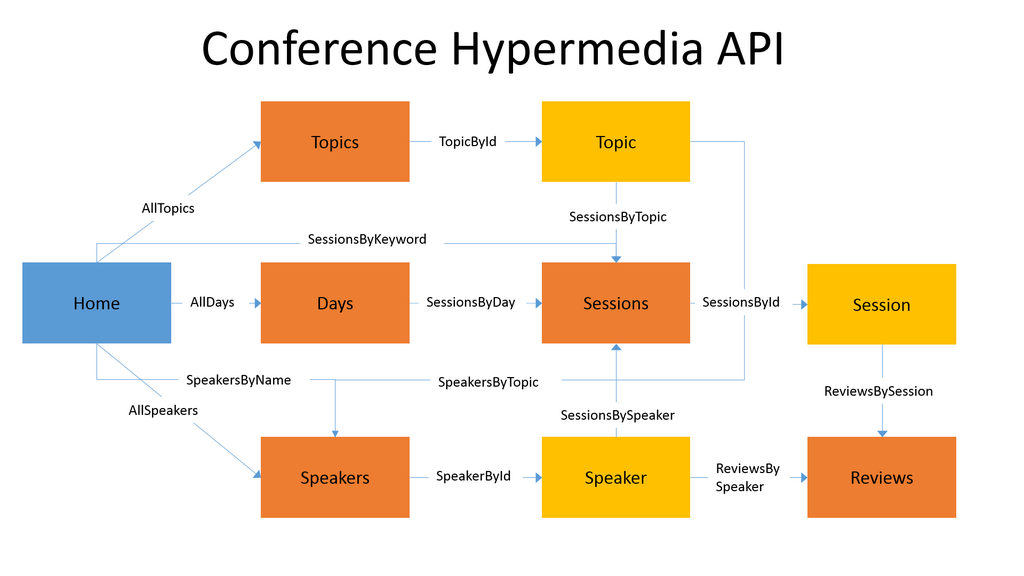 Conference Hypermedia API
Topics
TopicById
Topic
AllTopics
SessionsByTopic
SessionsByKeyword
Home
AllDays
Days
SessionsByDay
Sessions
SessionsById
Session
SpeakersByName
SpeakersByTopic
ReviewsBySession
AllSpeakers
SessionsBySpeaker
Speakers
SpeakerById
Speaker
ReviewsBy
Speaker
Reviews